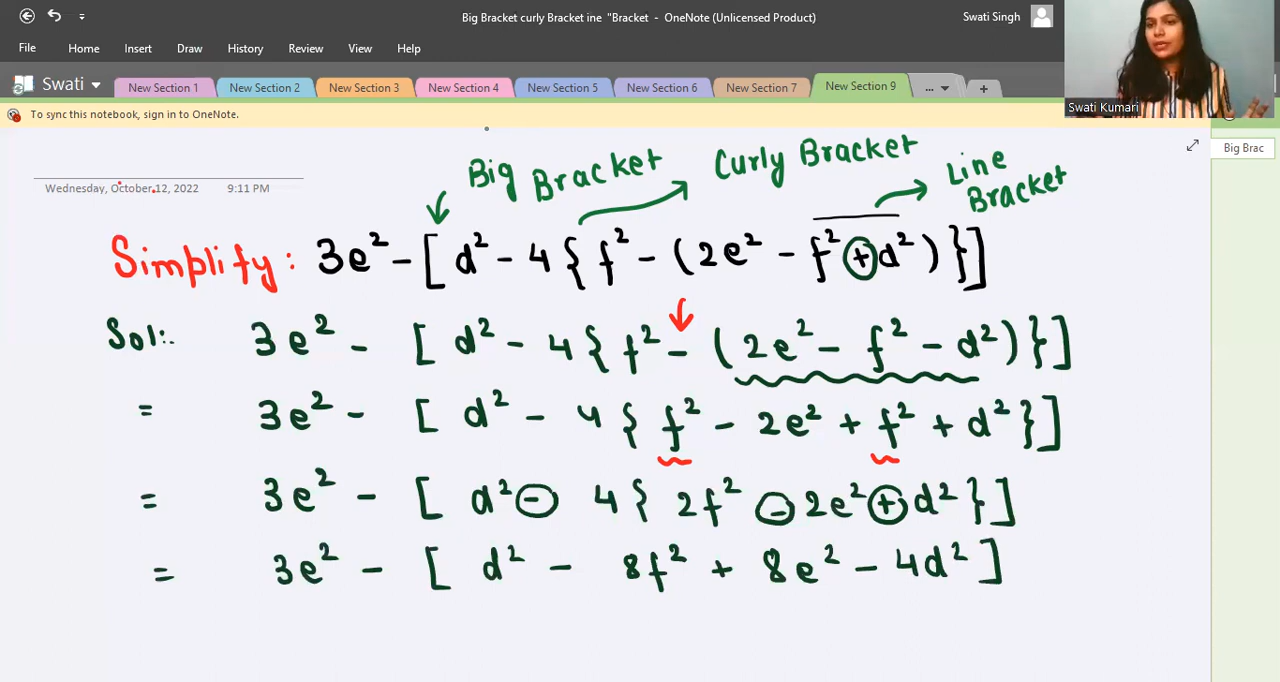 Big Bracket curly Bracket ine "Bracket - OneNote (Unlicensed Product)
Swati Singh
File Home Insert Draw History Review View Help
Swati New Section 1 New Section 2 New Section 3 New Section 4 New Section 5 New Section 6 New Section 7 New Section 9 ... +
Swati Kumari
To sync this notebook, sign in to OneNote.
Big Brac
Wednesday, October 12, 2022 9:11 PM
Big Bracket
Curly Bracket
Line Bracket
Simplify: 3e² - [d² - 4{f² - (2e² - f² + d²)}]
Sol:. 3e² - [d² - 4{f² - (2e² - f² - d²)}]
= 3e² - [d² - 4{f² - 2e² + f² + d²}]
= 3e² - [d² - 4{2f² - 2e² + d²}]
= 3e² - [d² - 8f² + 8e² - 4d²]